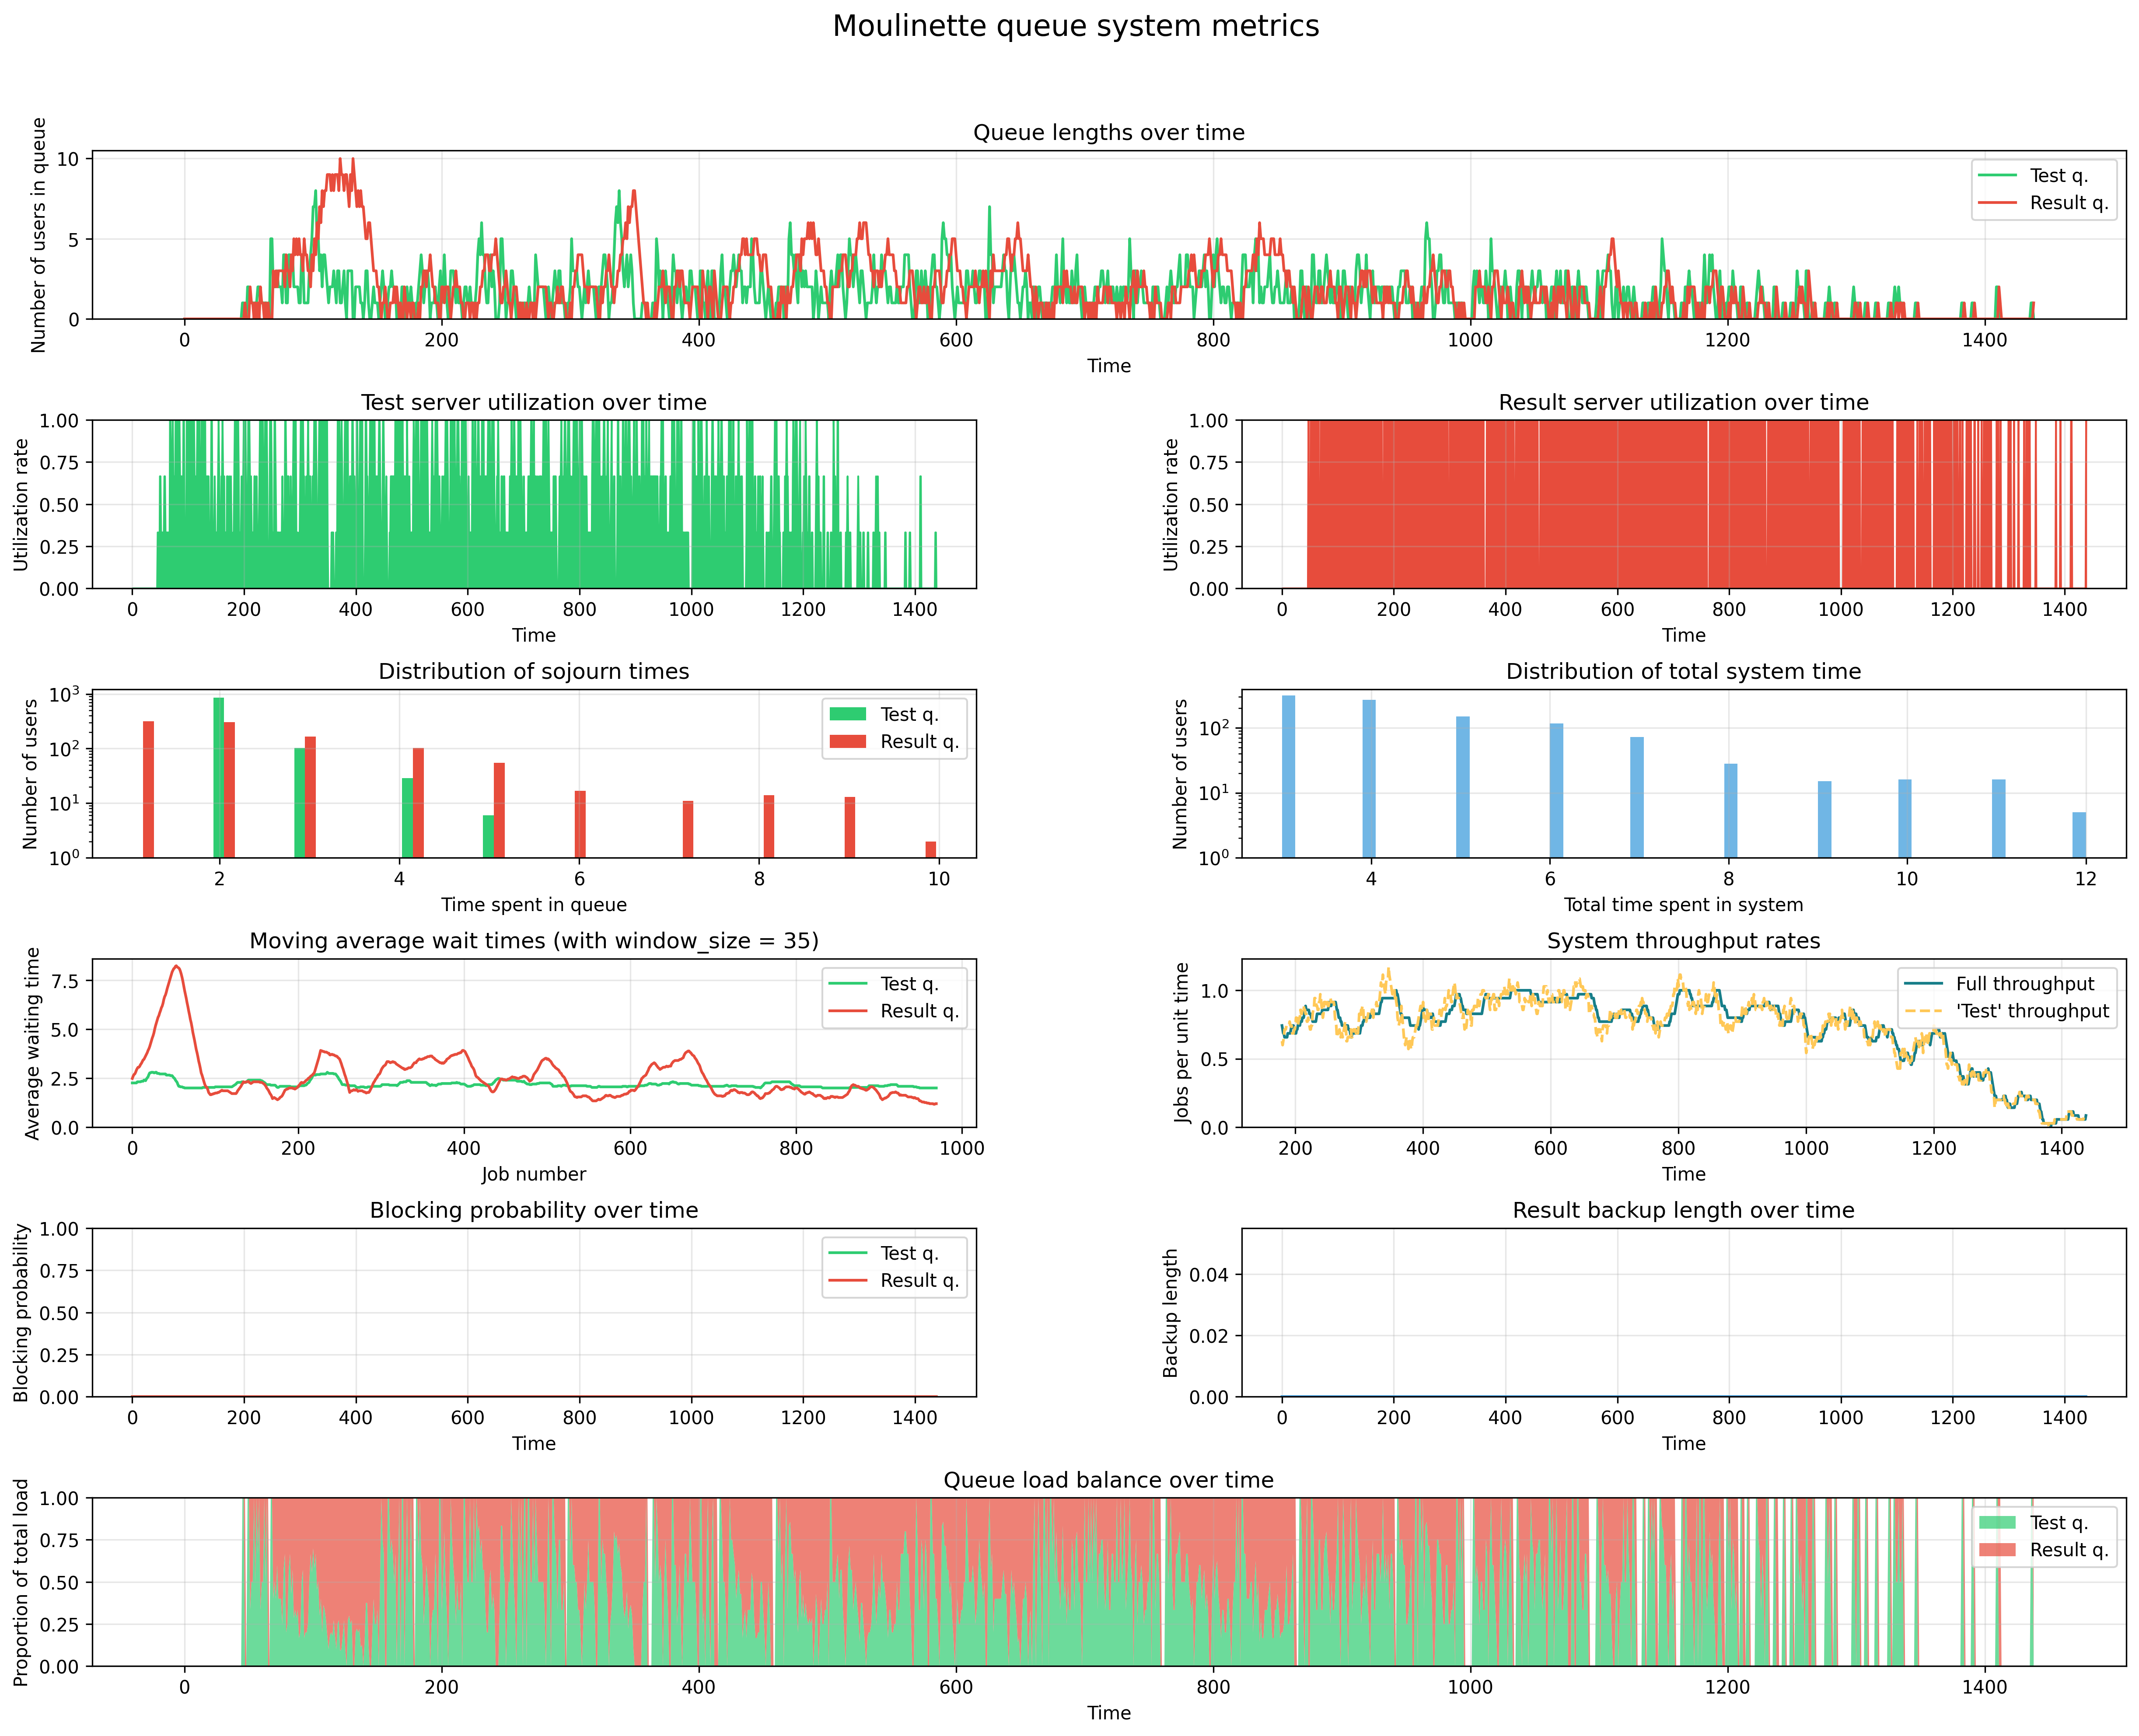 Moulinette queue system metrics
Queue lengths over time
Number of users in queue
10
5
0
Test q.
Result q.
0 200 400 600 800 1000 1200 1400
Time
Test server utilization over time
Utilization rate
1.00
0.75
0.50
0.25
0.00
0 200 400 600 800 1000 1200 1400
Time
Result server utilization over time
Utilization rate
1.00
0.75
0.50
0.25
0.00
0 200 400 600 800 1000 1200 1400
Time
Distribution of sojourn times
Number of users
10³
10²
10¹
10⁰
Test q.
Result q.
2 4 6 8 10
Time spent in queue
Distribution of total system time
Number of users
10²
10¹
10⁰
4 6 8 10 12
Total time spent in system
Moving average wait times (with window_size = 35)
Average waiting time
7.5
5.0
2.5
0.0
Test q.
Result q.
0 200 400 600 800 1000
Job number
System throughput rates
Jobs per unit time
1.0
0.5
0.0
Full throughput
'Test' throughput
200 400 600 800 1000 1200 1400
Time
Blocking probability over time
Blocking probability
1.00
0.75
0.50
0.25
0.00
Test q.
Result q.
0 200 400 600 800 1000 1200 1400
Time
Result backup length over time
Backup length
0.04
0.02
0.00
0 200 400 600 800 1000 1200 1400
Time
Queue load balance over time
Proportion of total load
1.00
0.75
0.50
0.25
0.00
Test q.
Result q.
0 200 400 600 800 1000 1200 1400
Time